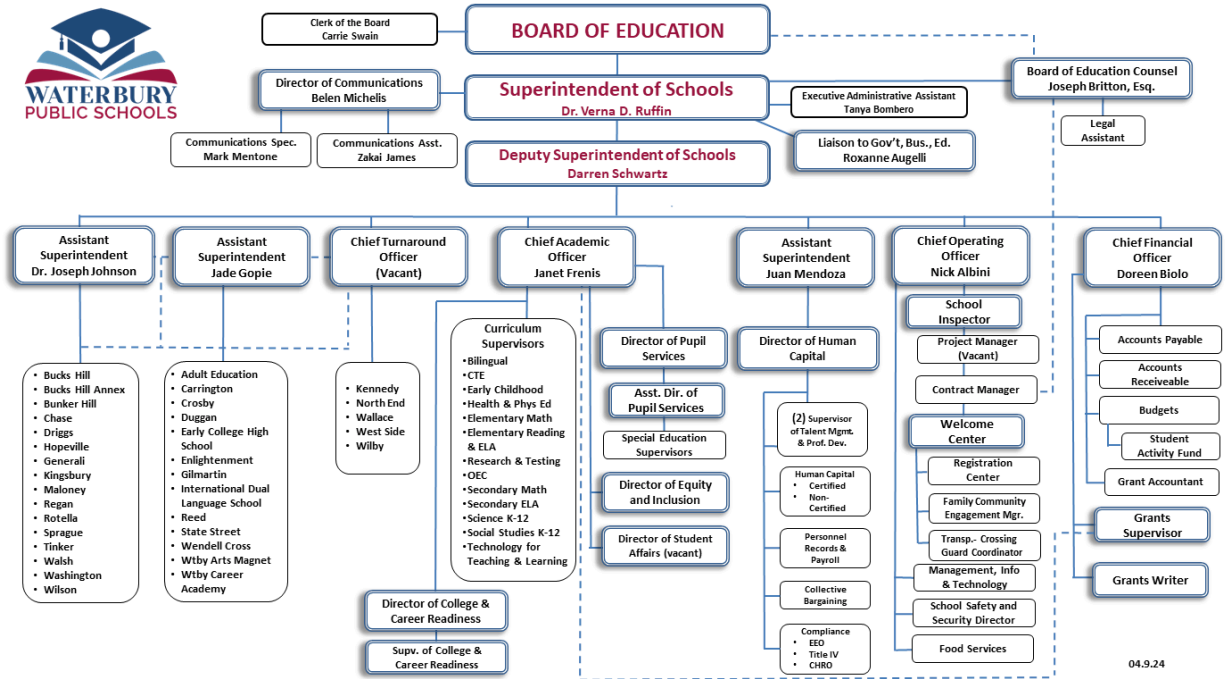 Clerk of the Board
Carrie Swain
BOARD OF EDUCATION
WATERBURY
PUBLIC SCHOOLS
Director of Communications
Belen Michelis
Superintendent of Schools
Dr. Verna D. Ruffin
Executive Administrative Assistant
Tanya Bombero
Board of Education Counsel
Joseph Britton, Esq.
Legal
Assistant
Communications Spec.
Mark Mentone
Communications Asst.
Zakai James
Deputy Superintendent of Schools
Darren Schwartz
Liaison to Gov't, Bus., Ed.
Roxanne Augelli
Assistant
Superintendent
Dr. Joseph Johnson
Assistant
Superintendent
Jade Gopie
Chief Turnaround
Officer
(Vacant)
Chief Academic
Officer
Janet Frenis
Assistant
Superintendent
Juan Mendoza
Chief Operating
Officer
Nick Albini
Chief Financial
Officer
Doreen Biolo
• Bucks Hill
• Bucks Hill Annex
• Bunker Hill
• Chase
• Driggs
• Hopeville
• Generali
• Kingsbury
• Maloney
• Regan
• Rotella
• Sprague
• Tinker
• Walsh
• Washington
• Wilson
• Adult Education
• Carrington
• Crosby
• Duggan
• Early College High
School
• Enlightenment
• Gilmartin
• International Dual
Language School
• Reed
• State Street
• Wendell Cross
• Wtby Arts Magnet
• Wtby Career
Academy
• Kennedy
• North End
• Wallace
• West Side
• Wilby
Curriculum
Supervisors
•Bilingual
•CTE
•Early Childhood
•Health & Phys Ed
•Elementary Math
•Elementary Reading
& ELA
•Research & Testing
•OEC
•Secondary Math
•Secondary ELA
•Science K-12
•Social Studies K-12
•Technology for
Teaching & Learning
Director of College &
Career Readiness
Supv. of College &
Career Readiness
Director of Pupil
Services
Asst. Dir. of
Pupil Services
Special Education
Supervisors
Director of Equity
and Inclusion
Director of Student
Affairs (vacant)
Director of Human
Capital
(2) Supervisor
of Talent Mgmt.
& Prof. Dev.
Human Capital
• Certified
• Non-
Certified
Personnel
Records &
Payroll
Collective
Bargaining
Compliance
• EEO
• Title IV
• CHRO
School
Inspector
Project Manager
(Vacant)
Contract Manager
Welcome
Center
Registration
Center
Family Community
Engagement Mgr.
Transp.- Crossing
Guard Coordinator
Management, Info
& Technology
School Safety and
Security Director
Food Services
Accounts Payable
Accounts
Receiveable
Budgets
Student
Activity Fund
Grant Accountant
Grants
Supervisor
Grants Writer
04.9.24